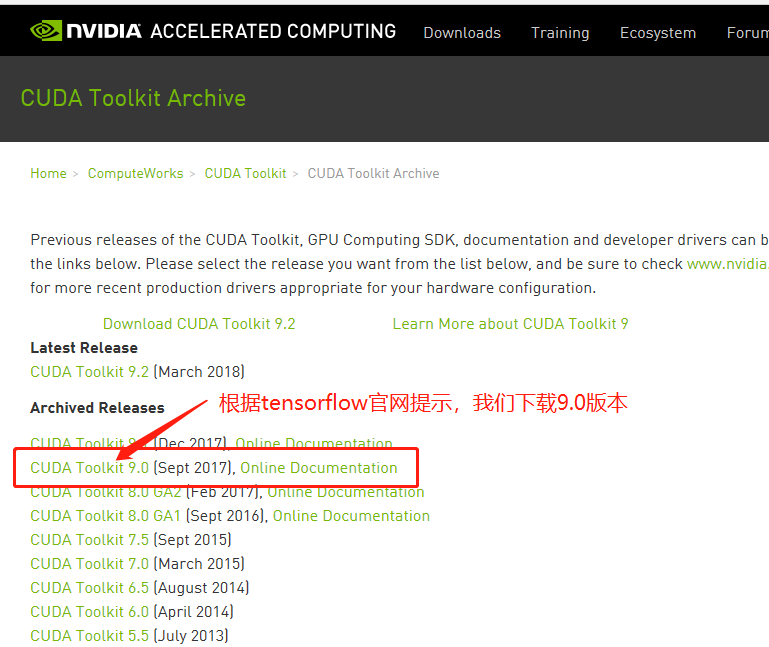 NVIDIA ACCELERATED COMPUTING Downloads Training Ecosystem Forum
CUDA Toolkit Archive
Home > ComputeWorks > CUDA Toolkit > CUDA Toolkit Archive
Previous releases of the CUDA Toolkit, GPU Computing SDK, documentation and developer drivers can b
the links below. Please select the release you want from the list below, and be sure to check www.nvidia.
for more recent production drivers appropriate for your hardware configuration.
Download CUDA Toolkit 9.2 Learn More about CUDA Toolkit 9
Latest Release
CUDA Toolkit 9.2 (March 2018)
根据tensorflow官网提示，我们下载9.0版本
Archived Releases
CUDA Toolkit 9.1 (Dec 2017), Online Documentation
CUDA Toolkit 9.0 (Sept 2017), Online Documentation
CUDA Toolkit 8.0 GA2 (Feb 2017), Online Documentation
CUDA Toolkit 8.0 GA1 (Sept 2016), Online Documentation
CUDA Toolkit 7.5 (Sept 2015)
CUDA Toolkit 7.0 (March 2015)
CUDA Toolkit 6.5 (August 2014)
CUDA Toolkit 6.0 (April 2014)
CUDA Toolkit 5.5 (July 2013)